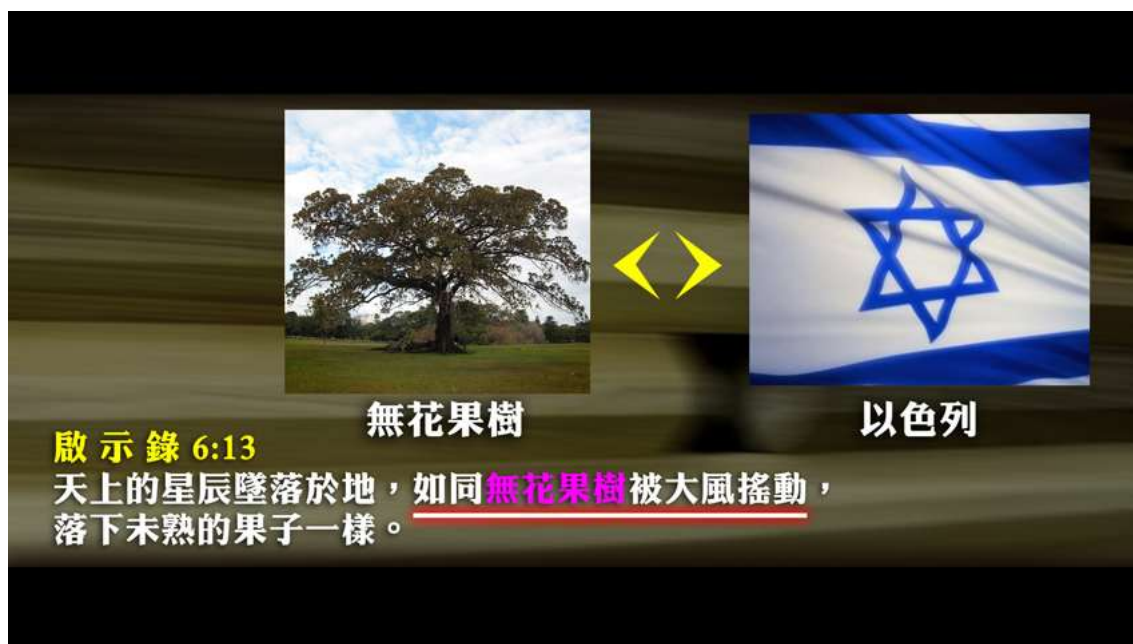 無花果樹
以色列
啟示錄 6:13
天上的星辰墜落於地，如同無花果樹被大風搖動，
落下未熟的果子一樣。